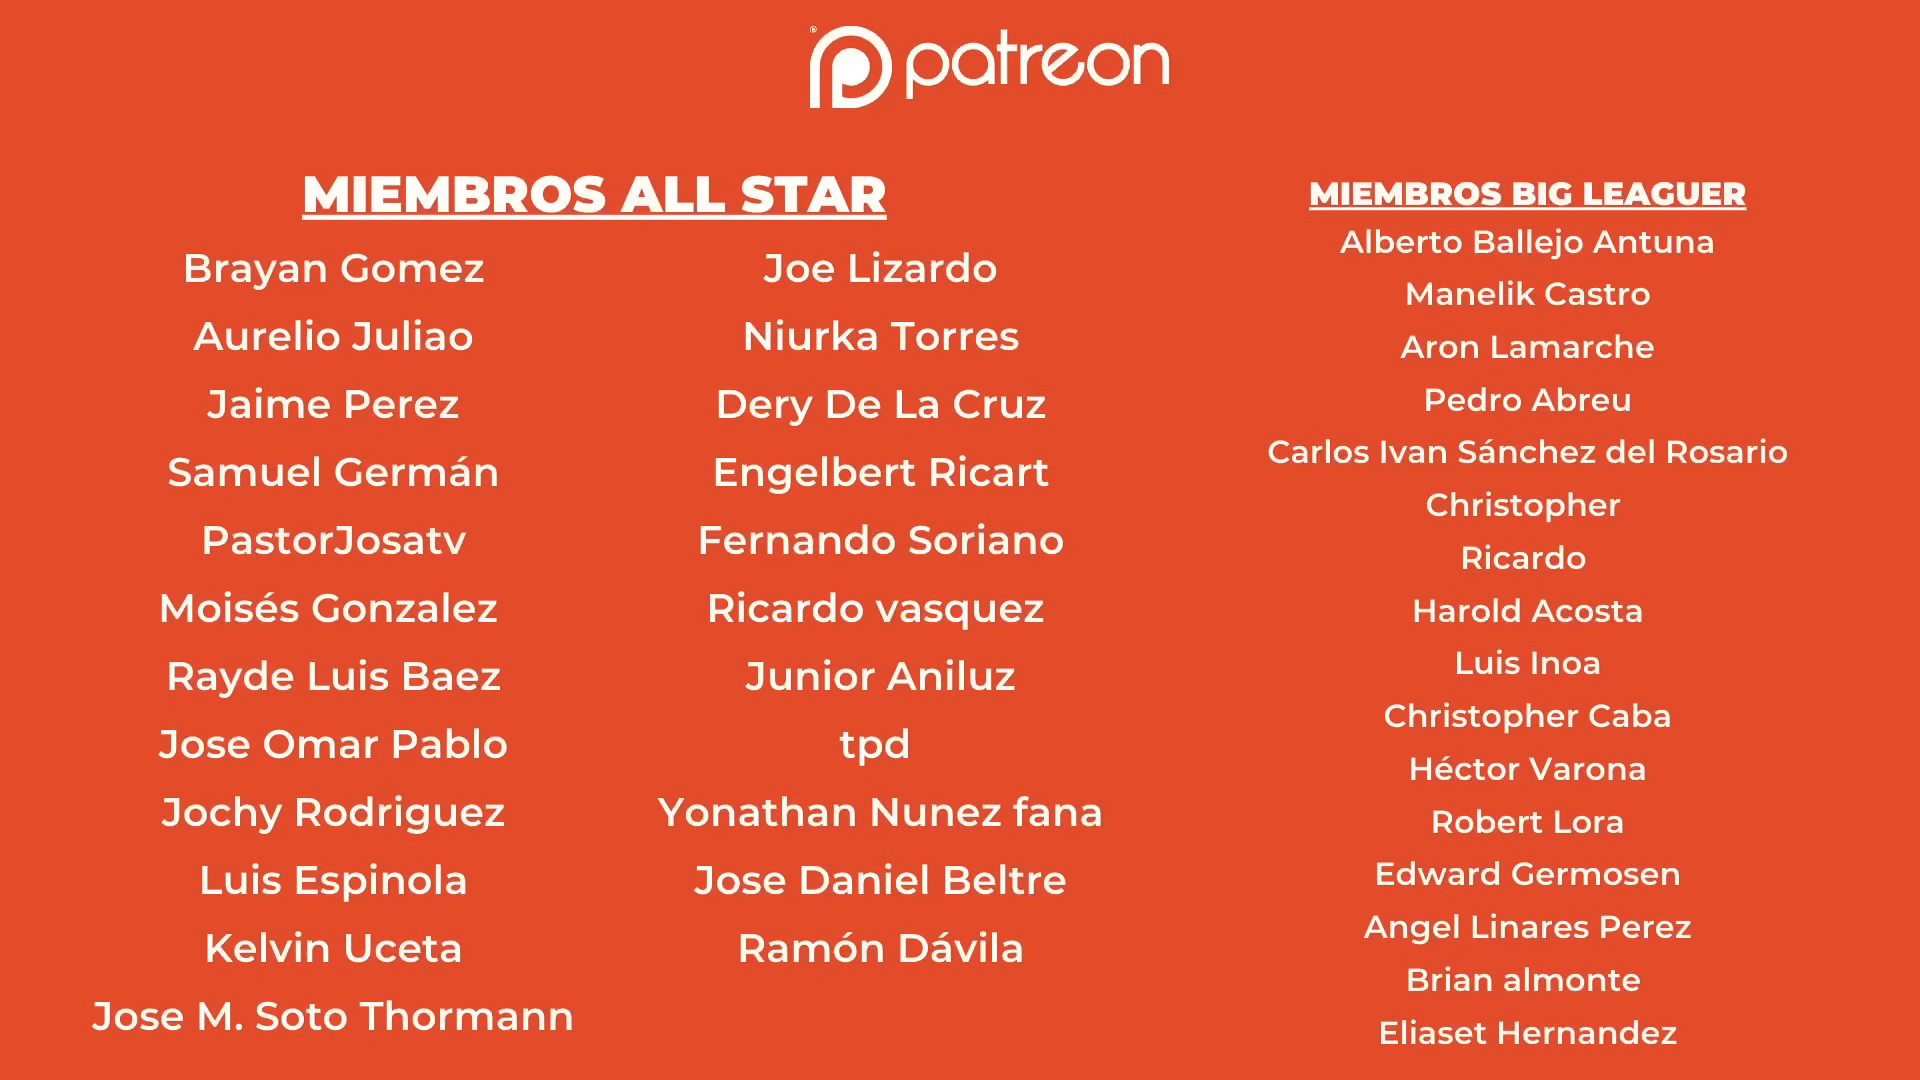 patreon
MIEMBROS ALL STAR
Brayan Gomez
Aurelio Juliao
Jaime Perez
Samuel Germán
PastorJosatv
Moisés Gonzalez
Rayde Luis Baez
Jose Omar Pablo
Jochy Rodriguez
Luis Espinola
Kelvin Uceta
Jose M. Soto Thormann
Joe Lizardo
Niurka Torres
Dery De La Cruz
Engelbert Ricart
Fernando Soriano
Ricardo vasquez
Junior Aniluz
tpd
Yonathan Nunez fana
Jose Daniel Beltre
Ramón Dávila
MIEMBROS BIG LEAGUER
Alberto Ballejo Antuna
Manelik Castro
Aron Lamarche
Pedro Abreu
Carlos Ivan Sánchez del Rosario
Christopher
Ricardo
Harold Acosta
Luis Inoa
Christopher Caba
Héctor Varona
Robert Lora
Edward Germosen
Angel Linares Perez
Brian almonte
Eliaset Hernandez